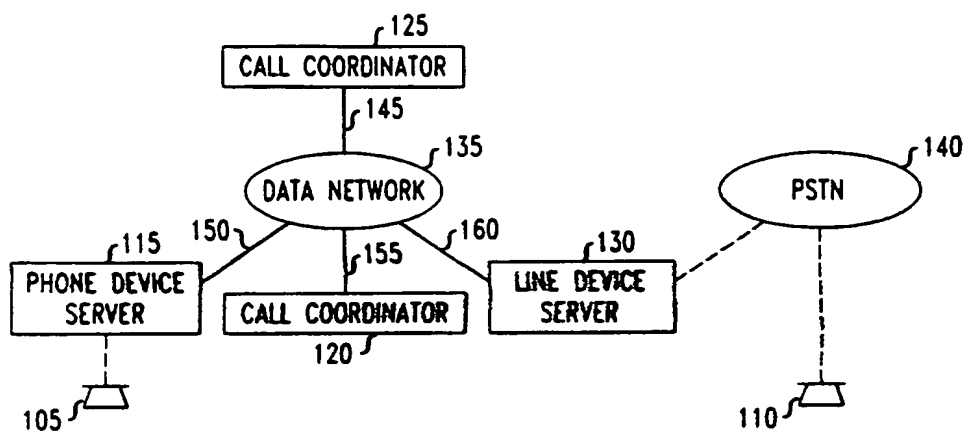 125
CALL COORDINATOR
145
135
DATA NETWORK
140
PSTN
150
160
115
155
130
PHONE DEVICE
SERVER
LINE DEVICE
SERVER
CALL COORDINATOR
120
105
110